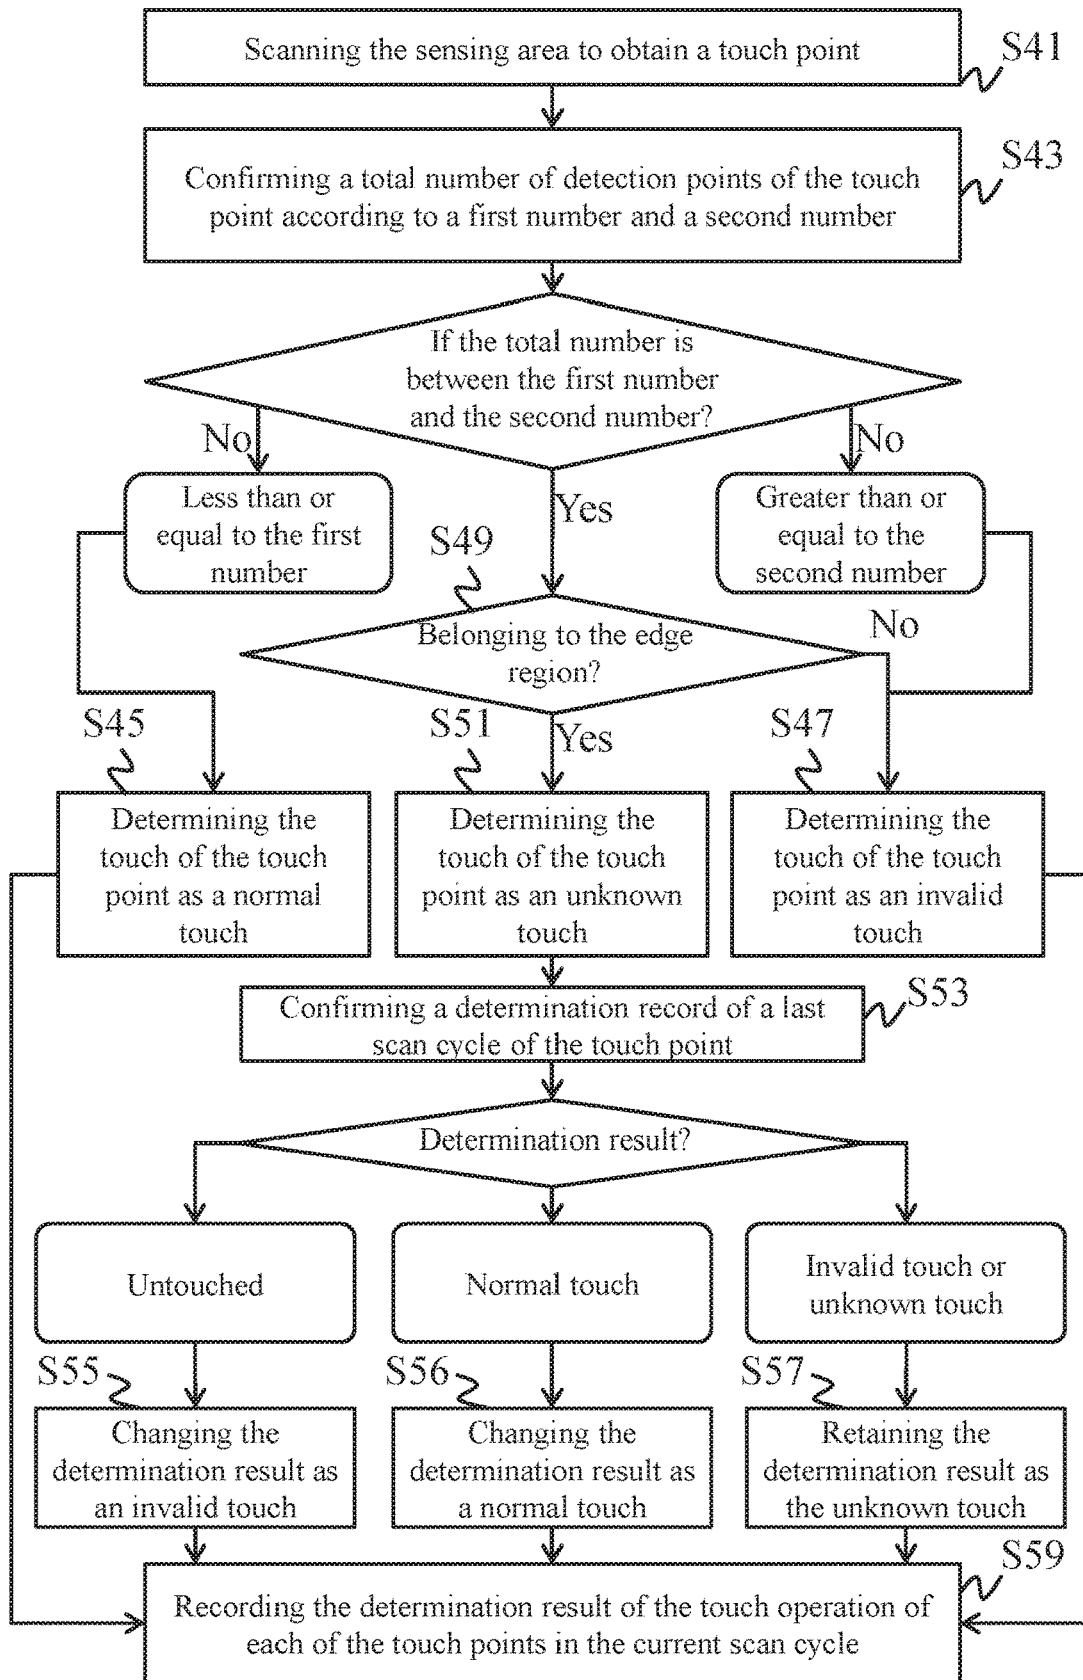 Scanning the sensing area to obtain a touch point
S41
S43
Confirming a total number of detection points of the touch
point according to a first number and a second number
If the total number is
between the first number
and the second number?
No
No
Less than or
equal to the first
number
Yes
Greater than or
equal to the
second number
S49
Belonging to the edge
region?
No
S45
S51
Yes
S47
Determining the
touch of the touch
point as a normal
touch
Determining the
touch of the touch
point as an unknown
touch
Determining the
touch of the touch
point as an invalid
touch
S53
Confirming a determination record of a last
scan cycle of the touch point
Determination result?
Untouched
Normal touch
Invalid touch or
unknown touch
S55
S56
S57
Changing the
determination result as
an invalid touch
Changing the
determination result as
a normal touch
Retaining the
determination result as
the unknown touch
S59
Recording the determination result of the touch operation of
each of the touch points in the current scan cycle